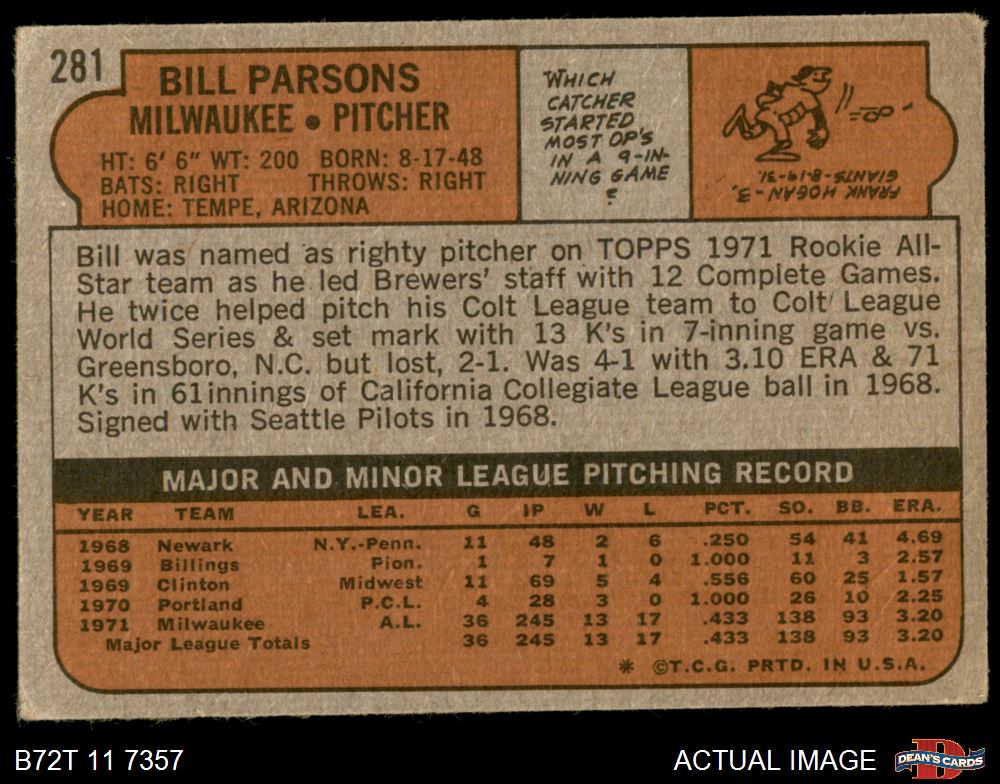 281
BILL PARSONS
MILWAUKEE • PITCHER
HT: 6' 6" WT: 200 BORN: 8-17-48
BATS: RIGHT THROWS: RIGHT
HOME: TEMPE, ARIZONA
WHICH
CATCHER
STARTED
MOST DP'S
IN A 9-IN-
NING GAME
?
FRANK HOGAN-3,
GIANTS-8-19-31.
Bill was named as righty pitcher on TOPPS 1971 Rookie All-
Star team as he led Brewers' staff with 12 Complete Games.
He twice helped pitch his Colt League team to Colt League
World Series & set mark with 13 K's in 7-inning game vs.
Greensboro, N.C. but lost, 2-1. Was 4-1 with 3.10 ERA & 71
K's in 61innings of California Collegiate League ball in 1968.
Signed with Seattle Pilots in 1968.
MAJOR AND MINOR LEAGUE PITCHING RECORD
YEAR TEAM LEA. G IP W L PCT. SO. BB. ERA.
1968 Newark N.Y.-Penn. 11 48 2 6 .250 54 41 4.69
1969 Billings Pion. 1 7 1 0 1.000 11 3 2.57
1969 Clinton Midwest 11 69 5 4 .556 60 25 1.57
1970 Portland P.C.L. 4 28 3 0 1.000 26 10 2.25
1971 Milwaukee A.L. 36 245 13 17 .433 138 93 3.20
Major League Totals 36 245 13 17 .433 138 93 3.20
* ©T.C.G. PRTD. IN U.S.A.
B72T 11 7357
ACTUAL IMAGE
D
DEAN'S CARDS